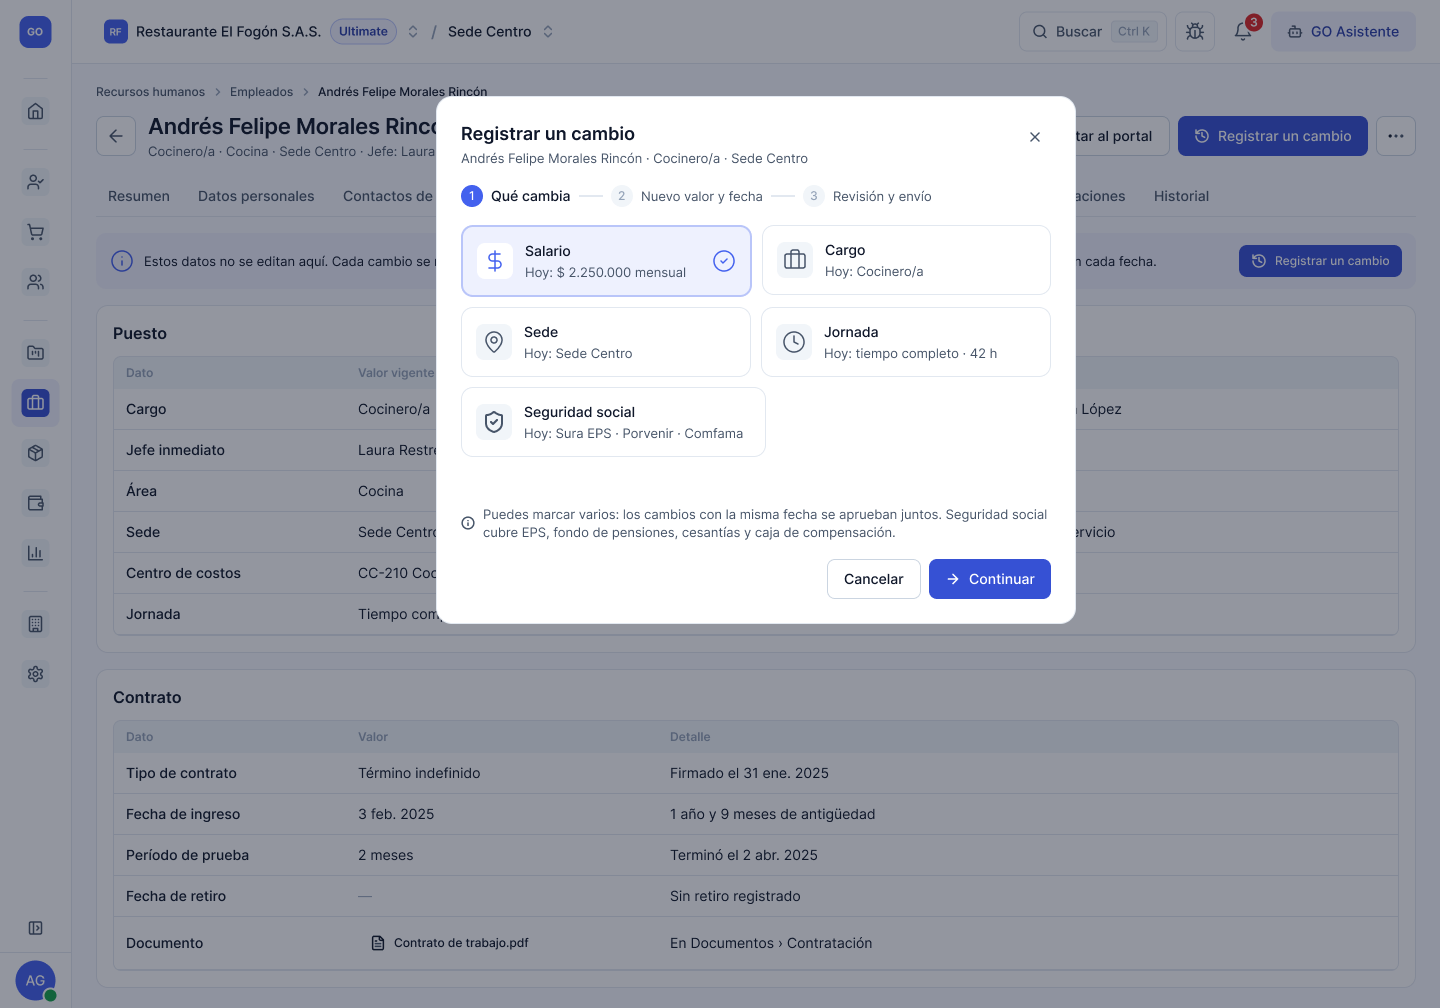 GO
RF Restaurante El Fogón S.A.S. Ultimate / Sede Centro
Buscar Ctrl K
3
GO Asistente
Recursos humanos > Empleados > Andrés Felipe Morales Rincón
Andrés Felipe Morales Rinc
Cocinero/a · Cocina · Sede Centro · Jefe: Laura
tar al portal
Registrar un cambio
Resumen
Datos personales
Contactos de
aciones
Historial
Estos datos no se editan aquí. Cada cambio se
n cada fecha.
Registrar un cambio
Registrar un cambio
Andrés Felipe Morales Rincón · Cocinero/a · Sede Centro
1 Qué cambia
2 Nuevo valor y fecha
3 Revisión y envío
Salario
Hoy: $ 2.250.000 mensual
Cargo
Hoy: Cocinero/a
Sede
Hoy: Sede Centro
Jornada
Hoy: tiempo completo · 42 h
Seguridad social
Hoy: Sura EPS · Porvenir · Comfama
Puedes marcar varios: los cambios con la misma fecha se aprueban juntos. Seguridad social
cubre EPS, fondo de pensiones, cesantías y caja de compensación.
Cancelar
Continuar
Puesto
Dato
Valor vigente
Cargo
Cocinero/a
López
Jefe inmediato
Laura Restr
Área
Cocina
Sede
Sede Centro
ervicio
Centro de costos
CC-210 Coc
Jornada
Tiempo com
Contrato
Dato
Valor
Detalle
Tipo de contrato
Término indefinido
Firmado el 31 ene. 2025
Fecha de ingreso
3 feb. 2025
1 año y 9 meses de antigüedad
Período de prueba
2 meses
Terminó el 2 abr. 2025
Fecha de retiro
—
Sin retiro registrado
Documento
Contrato de trabajo.pdf
En Documentos › Contratación
AG